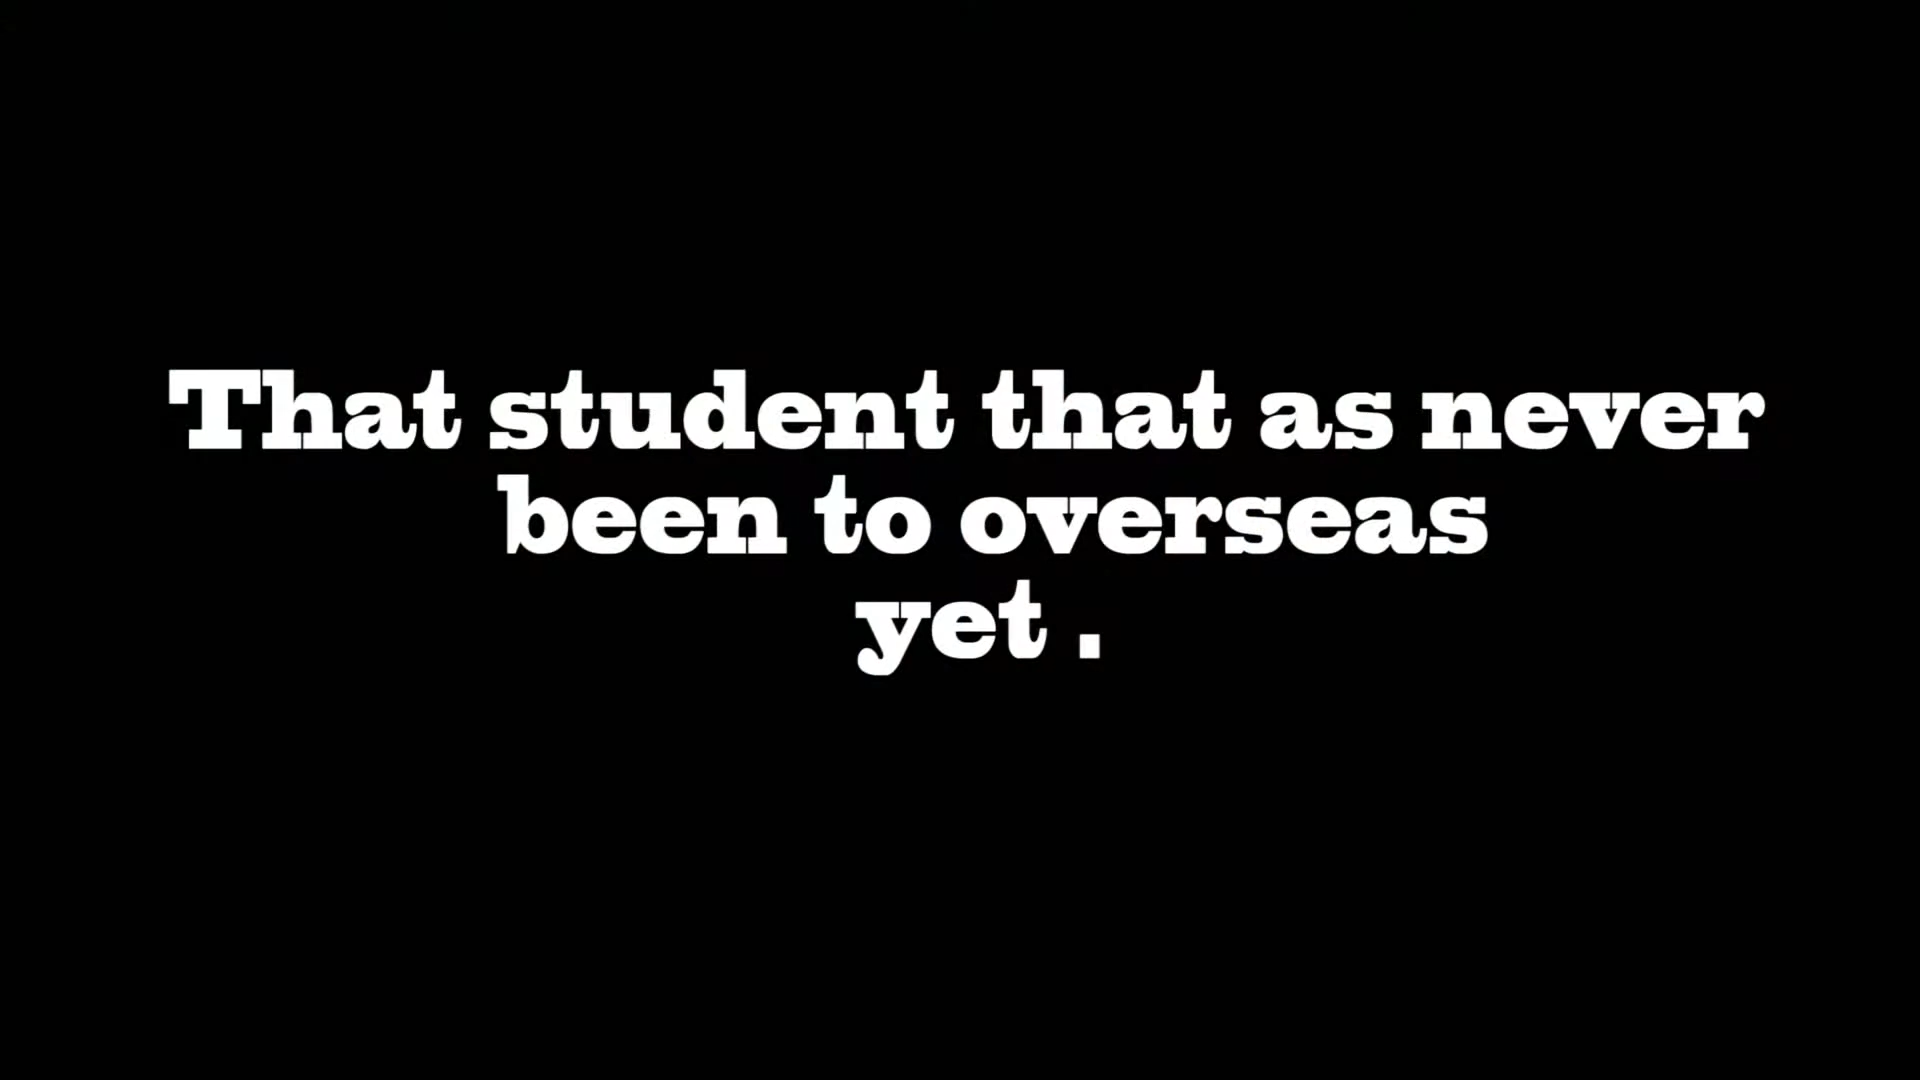 That student that as never
been to overseas
yet .